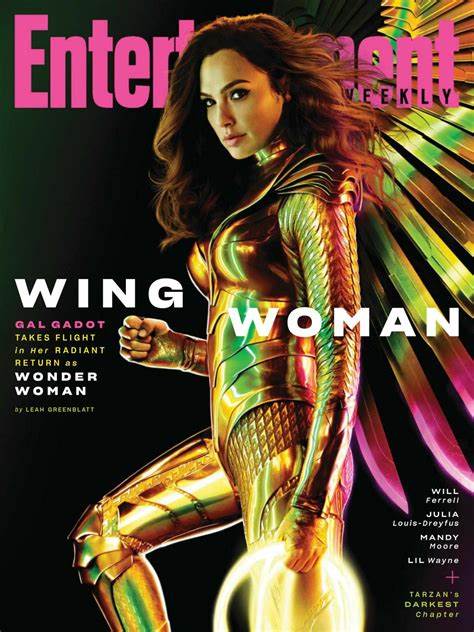 Entertainment
WEEKLY
WING
WOMAN
GAL GADOT
TAKES FLIGHT
in Her RADIANT
RETURN as
WONDER
WOMAN
by LEAH GREENBLATT
WILL
Ferrell
JULIA
Louis-Dreyfus
MANDY
Moore
LIL Wayne
+
TARZAN'S
DARKEST
Chapter